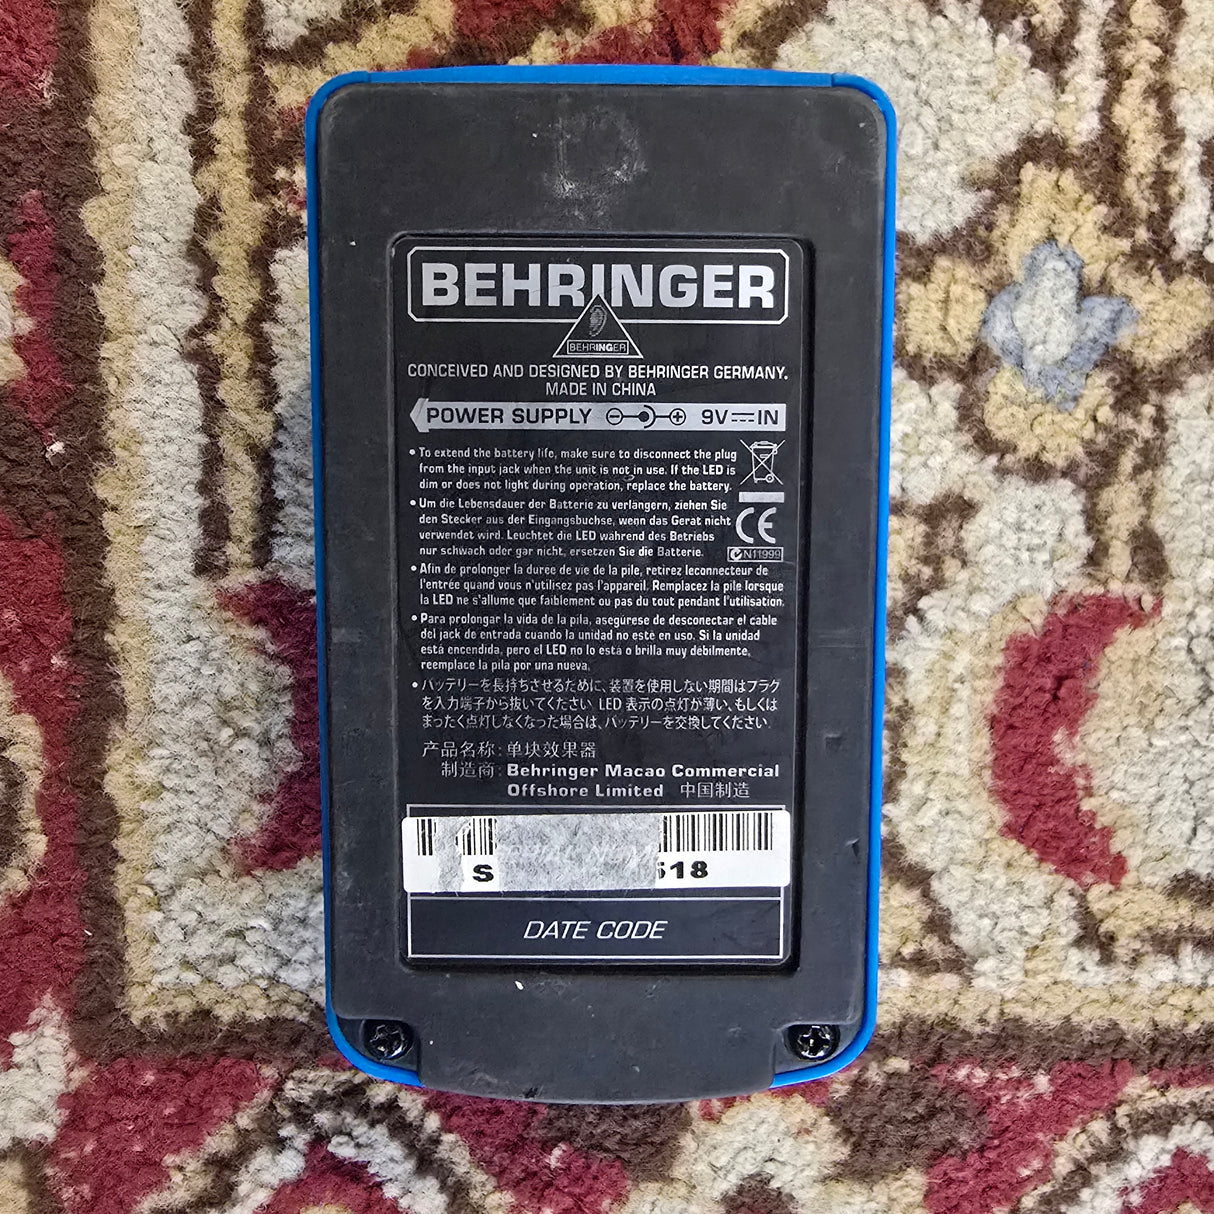 BEHRINGER
BEHRINGER
CONCEIVED AND DESIGNED BY BEHRINGER GERMANY.
MADE IN CHINA
POWER SUPPLY 9V IN
• To extend the battery life, make sure to disconnect the plug
from the input jack when the unit is not in use. If the LED is
dim or does not light during operation, replace the battery.
• Um die Lebensdauer der Batterie zu verlängern, ziehen Sie
den Stecker aus der Eingangsbuchse, wenn das Gerät nicht
verwendet wird. Leuchtet die LED während des Betriebs
nur schwach oder gar nicht, ersetzen Sie die Batterie.
CE
N11999
• Afin de prolonger la durée de vie de la pile, retirez leconnecteur de
l'entrée quand vous n'utilisez pas l'appareil. Remplacez la pile lorsque
la LED ne s'allume que faiblement ou pas du tout pendant l'utilisation.
• Para prolongar la vida de la pila, asegúrese de desconectar el cable
del jack de entrada cuando la unidad no esté en uso. Si la unidad
está encendida, pero el LED no lo está o brilla muy débilmente,
reemplace la pila por una nueva.
• バッテリーを長持ちさせるために、装置を使用しない期間はプラグ
を入力端子から抜いてください. LED 表示の点灯が薄い、もしくは
まったく点灯しなくなった場合は、バッテリーを交換してください.
产品名称: 单块效果器
制造商: Behringer Macao Commercial
Offshore Limited 中国制造
S 518
DATE CODE